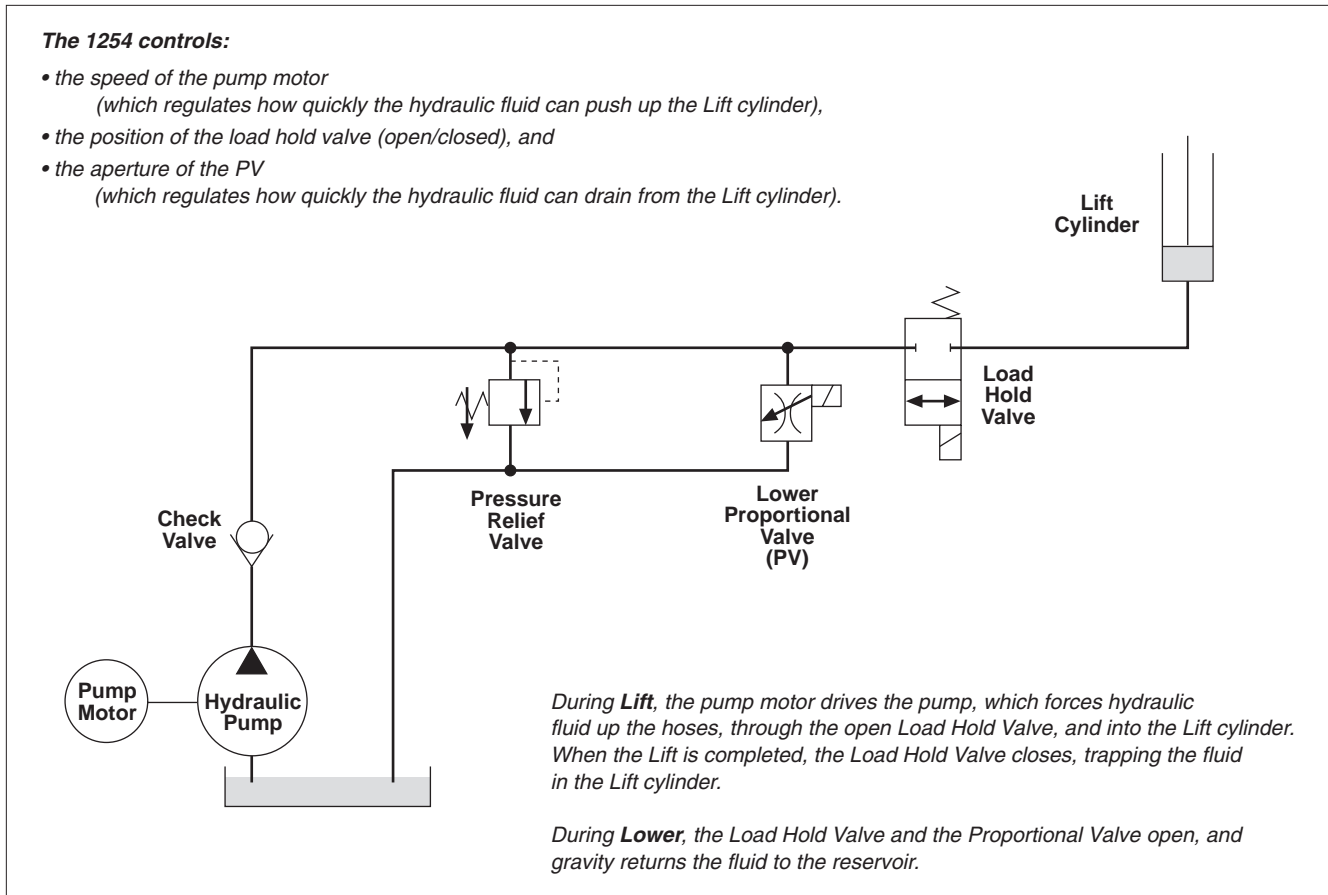 The 1254 controls:
• the speed of the pump motor
(which regulates how quickly the hydraulic fluid can push up the Lift cylinder),
• the position of the load hold valve (open/closed), and
• the aperture of the PV
(which regulates how quickly the hydraulic fluid can drain from the Lift cylinder).
Lift
Cylinder
Load
Hold
Valve
Pressure
Relief
Valve
Lower
Proportional
Valve
(PV)
Check
Valve
Pump
Motor
Hydraulic
Pump
During Lift, the pump motor drives the pump, which forces hydraulic
fluid up the hoses, through the open Load Hold Valve, and into the Lift cylinder.
When the Lift is completed, the Load Hold Valve closes, trapping the fluid
in the Lift cylinder.
During Lower, the Load Hold Valve and the Proportional Valve open, and
gravity returns the fluid to the reservoir.